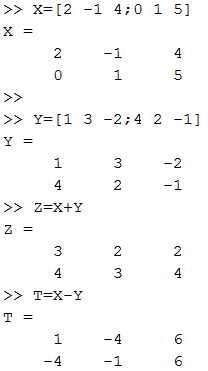 >> X=[2 -1 4;0 1 5]
X =
2 -1 4
0 1 5
>>
>> Y=[1 3 -2;4 2 -1]
Y =
1 3 -2
4 2 -1
>> Z=X+Y
Z =
3 2 2
4 3 4
>> T=X-Y
T =
1 -4 6
-4 -1 6